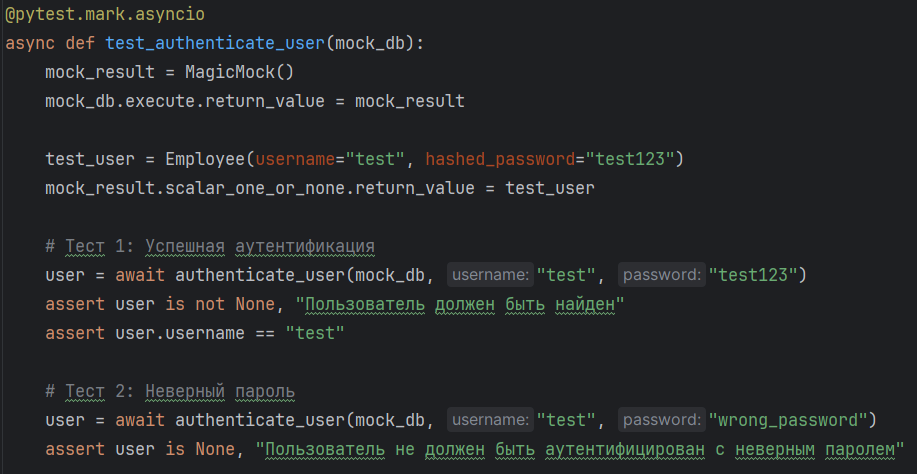 @pytest.mark.asyncio
async def test_authenticate_user(mock_db):
    mock_result = MagicMock()
    mock_db.execute.return_value = mock_result

    test_user = Employee(username="test", hashed_password="test123")
    mock_result.scalar_one_or_none.return_value = test_user

    # Тест 1: Успешная аутентификация
    user = await authenticate_user(mock_db, username: "test", password: "test123")
    assert user is not None, "Пользователь должен быть найден"
    assert user.username == "test"

    # Тест 2: Неверный пароль
    user = await authenticate_user(mock_db, username: "test", password: "wrong_password")
    assert user is None, "Пользователь не должен быть аутентифицирован с неверным паролем"